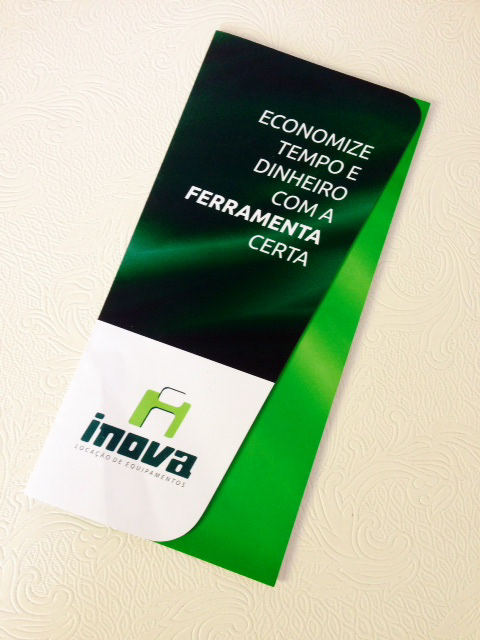 ECONOMIZE
TEMPO E
DINHEIRO
COM A
FERRAMENTA
CERTA
inova
LOCAÇÃO DE EQUIPAMENTOS